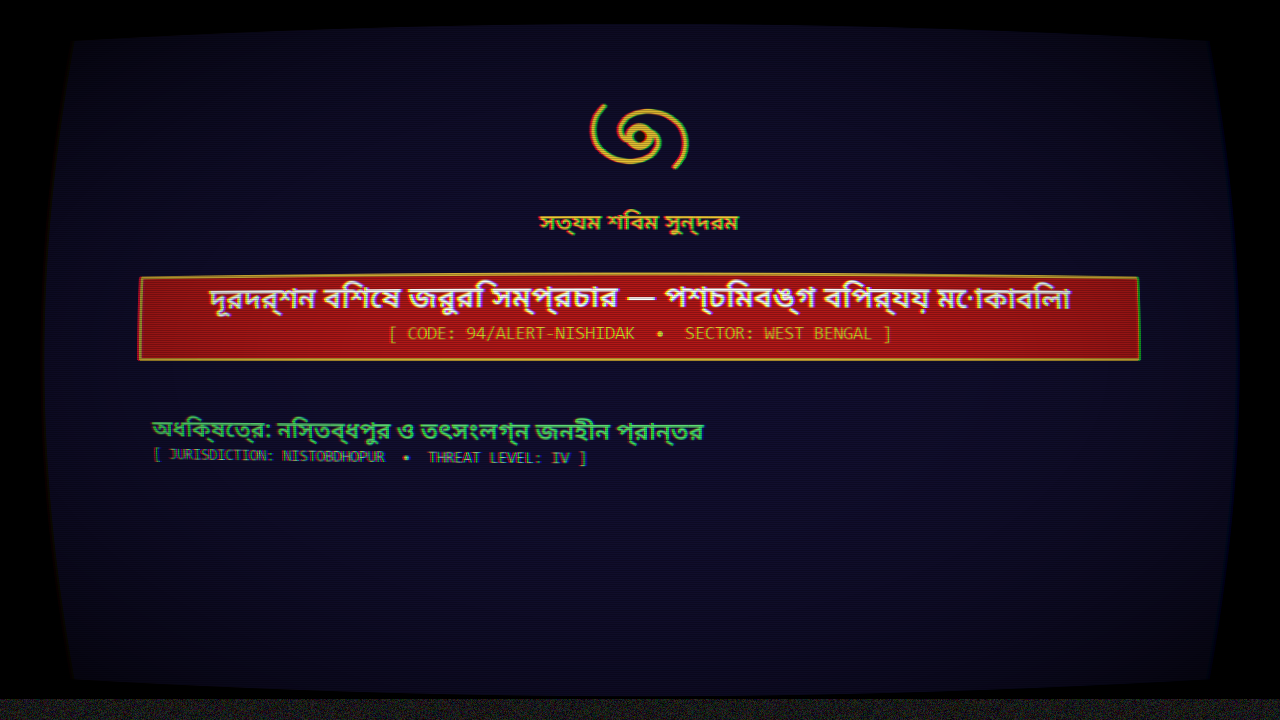 সত্যম শিবম সুন্দরম
দূরদর্শন বিশেষ জরুরী সম্প্রচার — পশ্চিমবঙ্গ বিপর্যয় মোকাবিলা
[ CODE: 94/ALERT-NISHIDAK • SECTOR: WEST BENGAL ]
অধিক্ষেত্র: নিস্তব্ধপুর ও তৎসংলগ্ন জনহীন প্রান্তর
[ JURISDICTION: NISTOBDHOPUR • THREAT LEVEL: IV ]